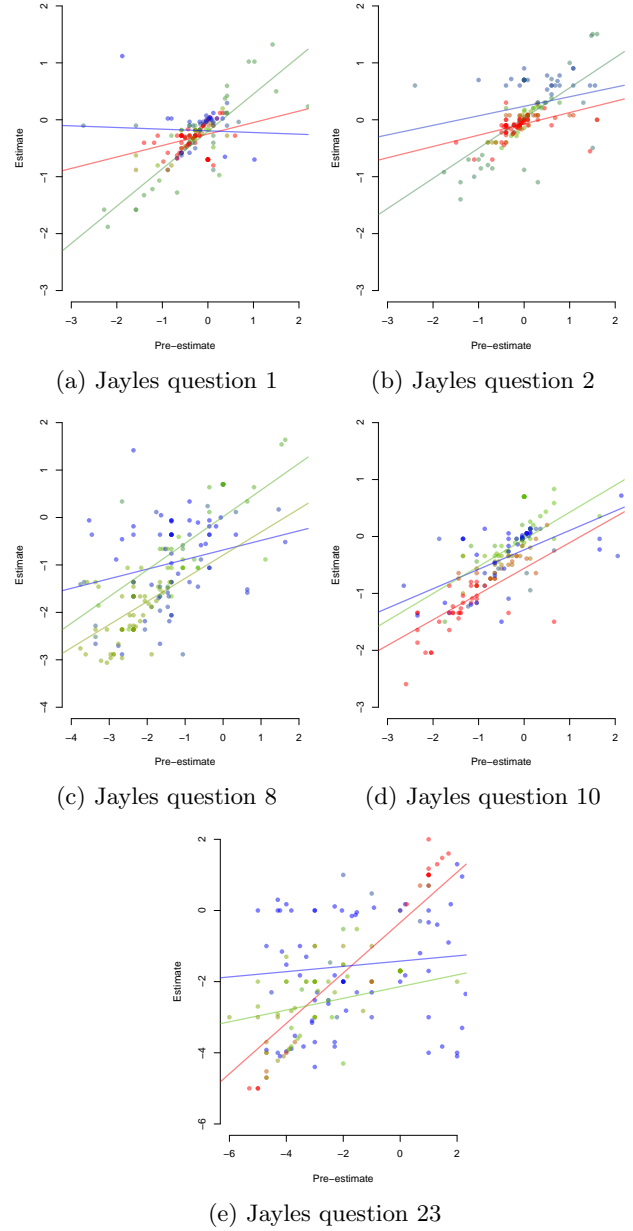 1
0
−1
−2
−3
Estimate
−3 −2 −1 0 1 2
Pre−estimate
(a) Jayles question 1
2
1
0
−1
−2
−3
Estimate
−3 −2 −1 0 1 2
Pre−estimate
(b) Jayles question 2
2
1
0
−1
−2
−3
−4
Estimate
−4 −3 −2 −1 0 1 2
Pre−estimate
(c) Jayles question 8
2
1
0
−1
−2
−3
Estimate
−3 −2 −1 0 1 2
Pre−estimate
(d) Jayles question 10
2
0
−2
−4
−6
Estimate
−6 −4 −2 0 2
Pre−estimate
(e) Jayles question 23